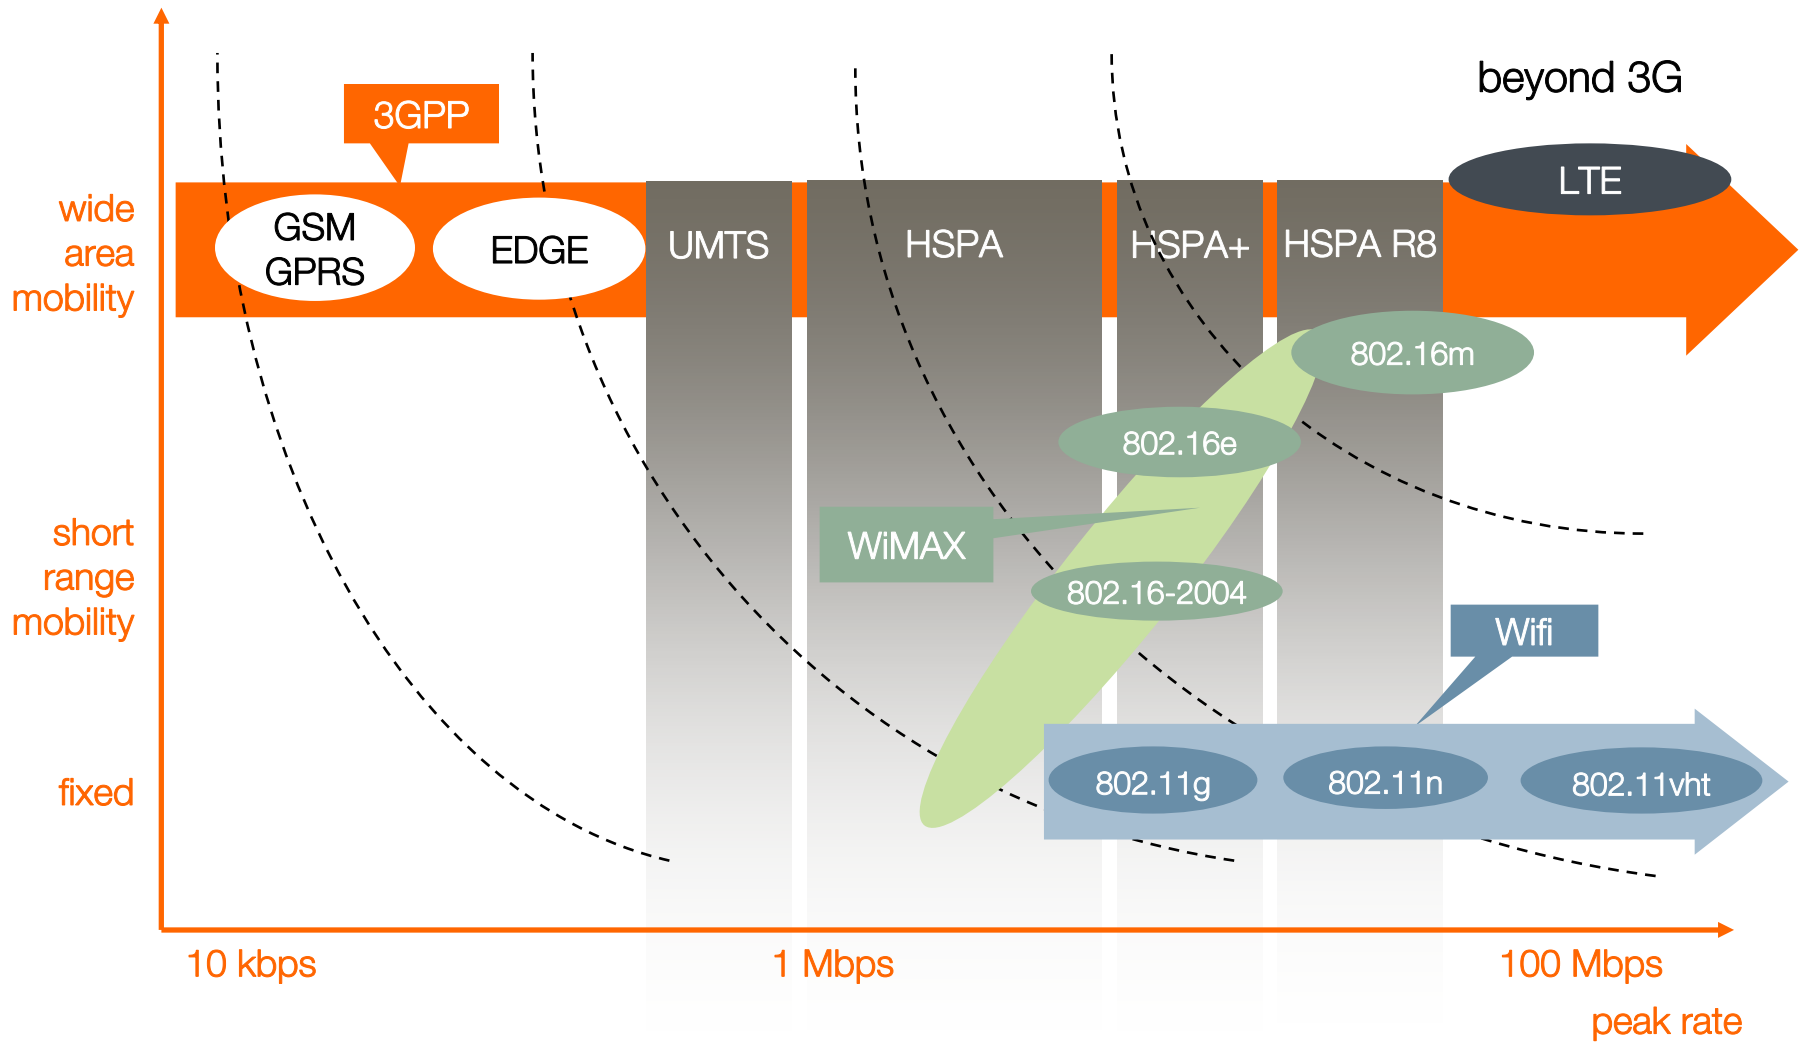 beyond 3G
3GPP
LTE
wide
area
mobility
GSM
GPRS
EDGE
UMTS
HSPA
HSPA+
HSPA R8
802.16m
802.16e
WiMAX
802.16-2004
short
range
mobility
Wifi
fixed
802.11g
802.11n
802.11vht
10 kbps
1 Mbps
100 Mbps
peak rate